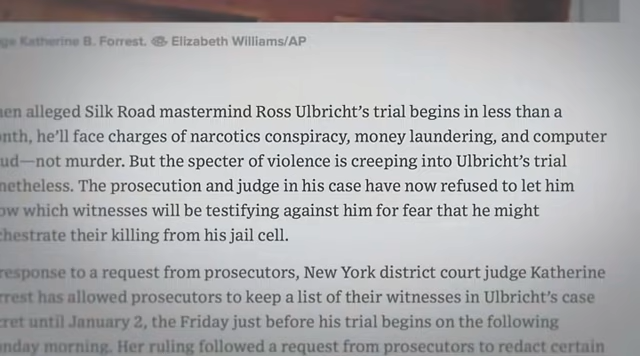 ge Katherine B. Forrest. Elizabeth Williams/AP
en alleged Silk Road mastermind Ross Ulbricht's trial begins in less than a
nth, he'll face charges of narcotics conspiracy, money laundering, and computer
ud—not murder. But the specter of violence is creeping into Ulbricht's trial
netheless. The prosecution and judge in his case have now refused to let him
ow which witnesses will be testifying against him for fear that he might
chestrate their killing from his jail cell.
response to a request from prosecutors, New York district court judge Katherine
rrest has allowed prosecutors to keep a list of their witnesses in Ulbricht's case
cret until January 2, the Friday just before his trial begins on the following
nday morning. Her ruling followed a request from prosecutors to redact certain